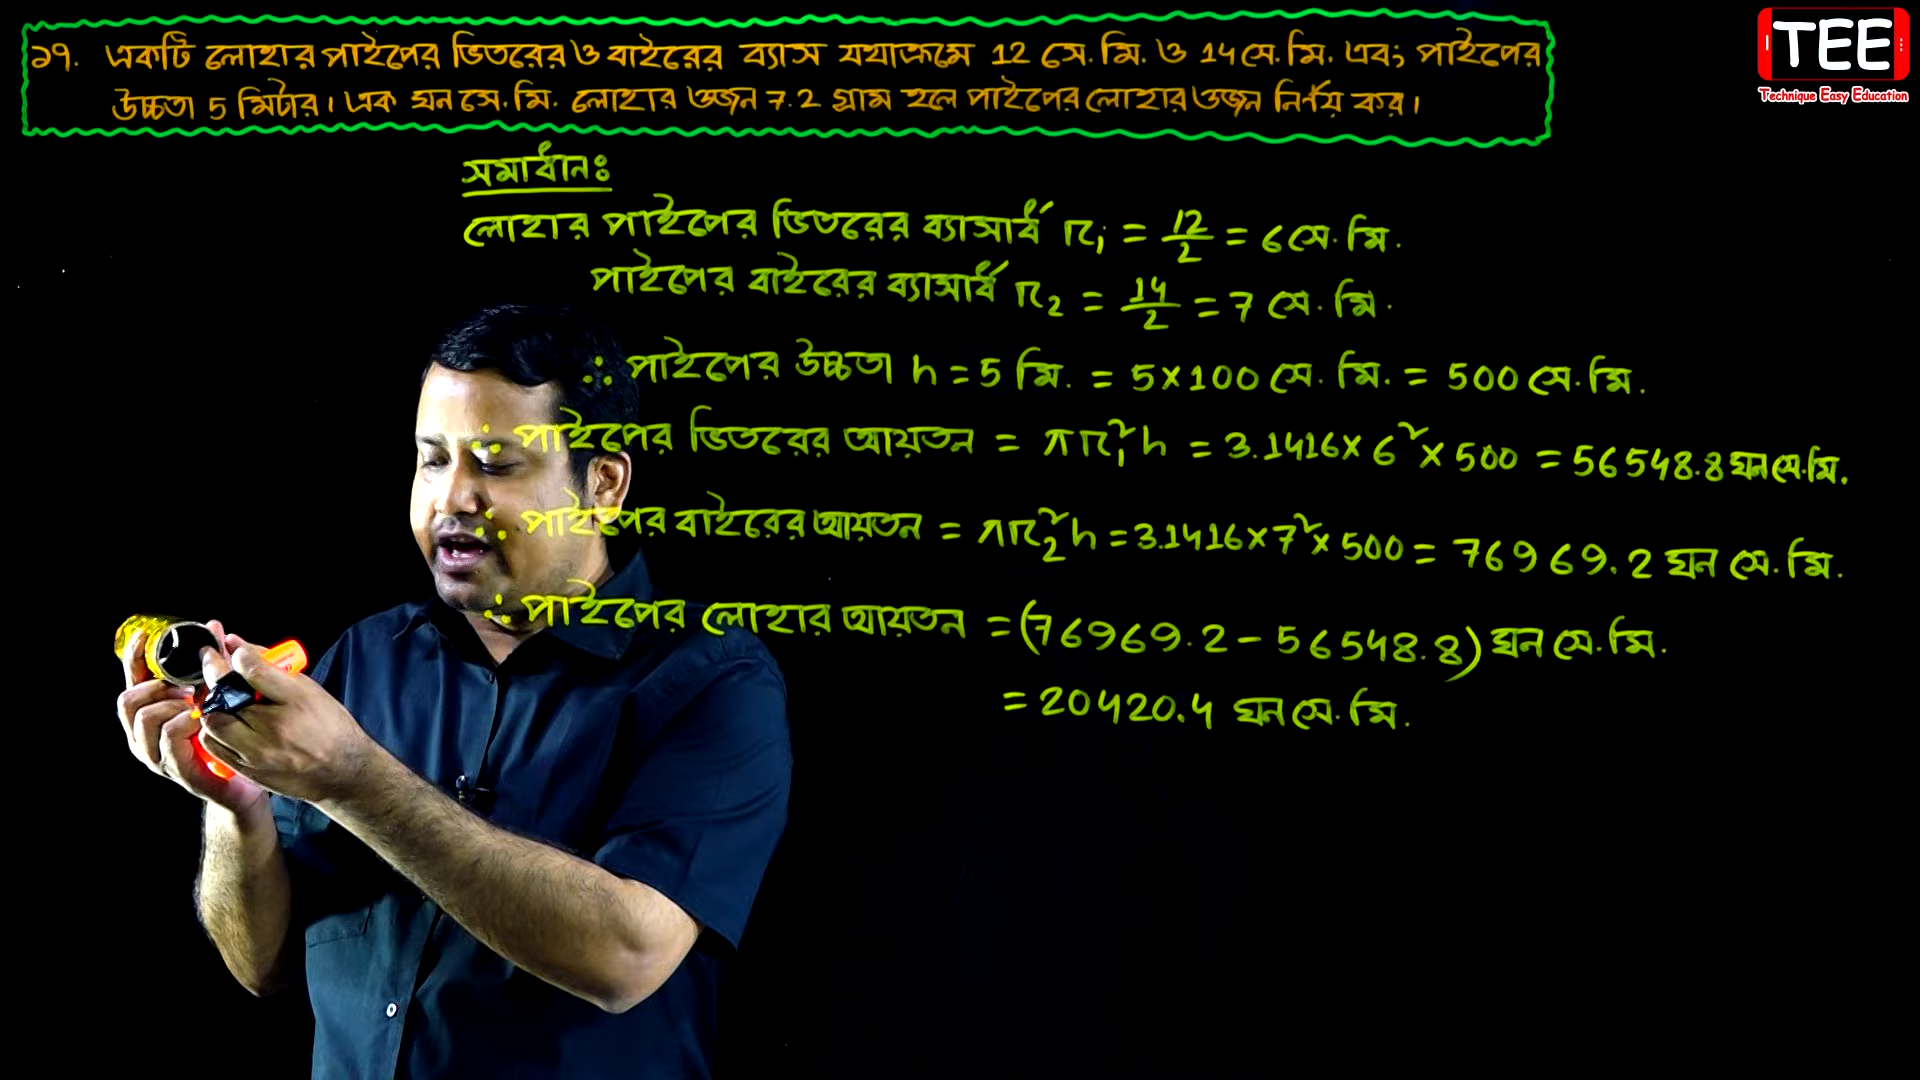 ১৭. একটি লোহার পাইপের ভিতরের ও বাইরের ব্যাস যথাক্রমে 12 সে. মি. ও 14 সে. মি. এবং পাইপের
উচ্চতা 5 মিটার। এক ঘন সে. মি. লোহার ওজন 7.2 গ্রাম হলে পাইপের লোহার ওজন নির্ণয় কর।
TEE
Technique Easy Education
সমাধানঃ
লোহার পাইপের ভিতরের ব্যাসার্ধ r₁ = 12/2 = 6 সে. মি.
পাইপের বাইরের ব্যাসার্ধ r₂ = 14/2 = 7 সে. মি.
∴ পাইপের উচ্চতা h = 5 মি. = 5×100 সে. মি. = 500 সে. মি.
∴ পাইপের ভিতরের আয়তন = πr₁²h = 3.1416×6²×500 = 56548.8 ঘন সে. মি.
∴ পাইপের বাইরের আয়তন = πr₂²h = 3.1416×7²×500 = 76969.2 ঘন সে. মি.
∴ পাইপের লোহার আয়তন = (76969.2 - 56548.8) ঘন সে. মি.
= 20420.4 ঘন সে. মি.